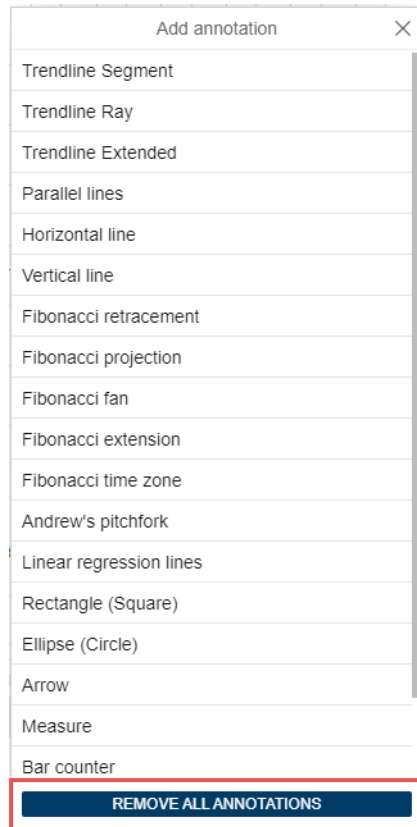 Add annotation
Trendline Segment
Trendline Ray
Trendline Extended
Parallel lines
Horizontal line
Vertical line
Fibonacci retracement
Fibonacci projection
Fibonacci fan
Fibonacci extension
Fibonacci time zone
Andrew's pitchfork
Linear regression lines
Rectangle (Square)
Ellipse (Circle)
Arrow
Measure
Bar counter
REMOVE ALL ANNOTATIONS